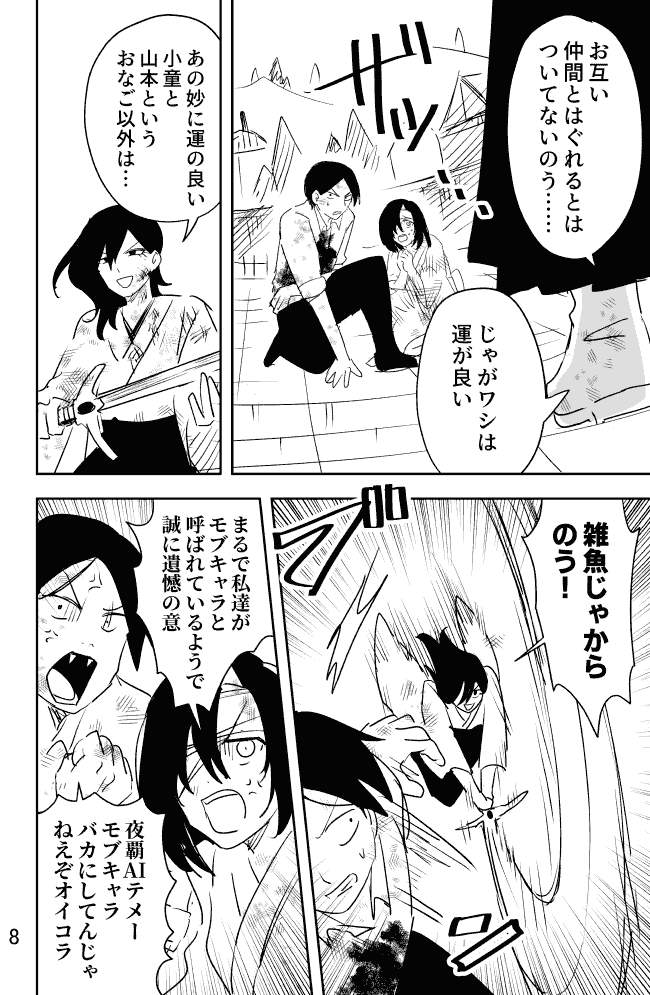 お互い
仲間とはぐれるとは
ついてないのう……
ザザッ
じゃがワシは
運が良い
あの妙に運の良い
小童と
山本という
おなご以外は…
雑魚じゃから
のう!
まるで私達が
モブキャラと
呼ばれているようで
誠に遺憾の意
夜覇AIテメー
モブキャラ
バカにしてんじゃ
ねえぞオイコラ
8